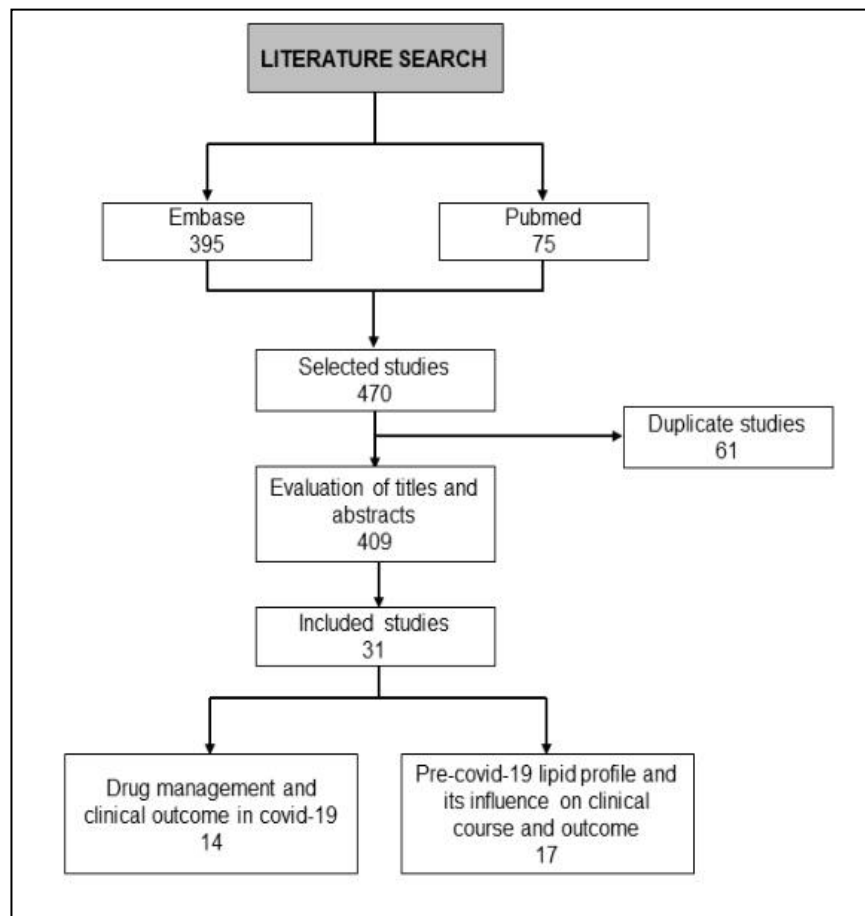 LITERATURE SEARCH
Embase
395
Pubmed
75
Selected studies
470
Duplicate studies
61
Evaluation of titles and
abstracts
409
Included studies
31
Drug management and
clinical outcome in covid-19
14
Pre-covid-19 lipid profile and
its influence on clinical
course and outcome
17